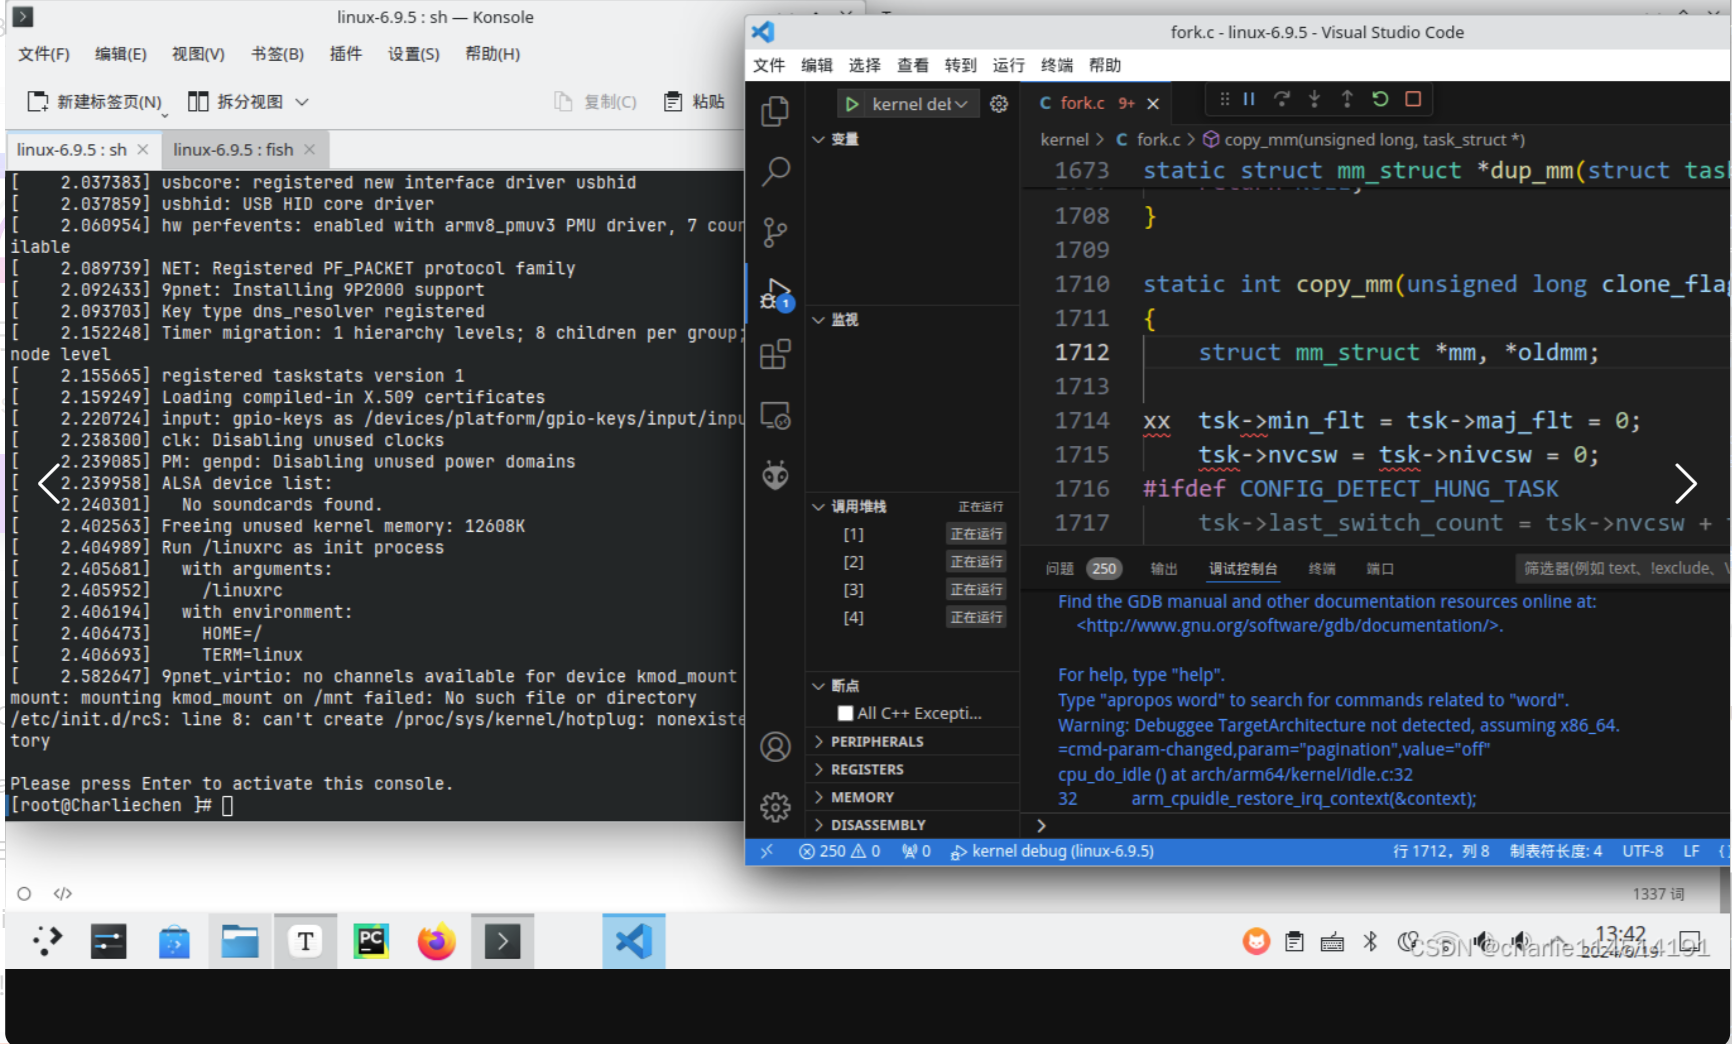 linux-6.9.5 : sh — Konsole
文件(F) 编辑(E) 视图(V) 书签(B) 插件 设置(S) 帮助(H)
新建标签页(N) 拆分视图 复制(C) 粘贴
linux-6.9.5 : sh linux-6.9.5 : fish
[    2.037383] usbcore: registered new interface driver usbhid
[    2.037859] usbhid: USB HID core driver
[    2.060954] hw perfevents: enabled with armv8_pmuv3 PMU driver, 7 coun
ilable
[    2.089739] NET: Registered PF_PACKET protocol family
[    2.092433] 9pnet: Installing 9P2000 support
[    2.093703] Key type dns_resolver registered
[    2.152248] Timer migration: 1 hierarchy levels; 8 children per group;
node level
[    2.155665] registered taskstats version 1
[    2.159249] Loading compiled-in X.509 certificates
[    2.220724] input: gpio-keys as /devices/platform/gpio-keys/input/inpu
[    2.238300] clk: Disabling unused clocks
[    2.239085] PM: genpd: Disabling unused power domains
[    2.239958] ALSA device list:
[    2.240301]   No soundcards found.
[    2.402563] Freeing unused kernel memory: 12608K
[    2.404989] Run /linuxrc as init process
[    2.405681]   with arguments:
[    2.405952]     /linuxrc
[    2.406194]   with environment:
[    2.406473]     HOME=/
[    2.406693]     TERM=linux
[    2.582647] 9pnet_virtio: no channels available for device kmod_mount
mount: mounting kmod_mount on /mnt failed: No such file or directory
/etc/init.d/rcS: line 8: can't create /proc/sys/kernel/hotplug: nonexiste
tory
Please press Enter to activate this console.
[root@Charliechen ]#
fork.c - linux-6.9.5 - Visual Studio Code
文件 编辑 选择 查看 转到 运行 终端 帮助
kernel del
变量
监视
1
调用堆栈 正在运行
[1] 正在运行
[2] 正在运行
[3] 正在运行
[4] 正在运行
断点
All C++ Excepti...
PERIPHERALS
REGISTERS
MEMORY
DISASSEMBLY
C fork.c 9+
kernel > C fork.c > copy_mm(unsigned long, task_struct *)
1673 static struct mm_struct *dup_mm(struct task
1708 }
1709
1710 static int copy_mm(unsigned long clone_flag
1711 {
1712     struct mm_struct *mm, *oldmm;
1713
1714 xx  tsk->min_flt = tsk->maj_flt = 0;
1715     tsk->nvcsw = tsk->nivcsw = 0;
1716 #ifdef CONFIG_DETECT_HUNG_TASK
1717     tsk->last_switch_count = tsk->nvcsw +
问题 250 输出 调试控制台 终端 端口 筛选器(例如 text、!exclude、
Find the GDB manual and other documentation resources online at:
<http://www.gnu.org/software/gdb/documentation/>.
For help, type "help".
Type "apropos word" to search for commands related to "word".
Warning: Debuggee TargetArchitecture not detected, assuming x86_64.
=cmd-param-changed,param="pagination",value="off"
cpu_do_idle () at arch/arm64/kernel/idle.c:32
32          arm_cpuidle_restore_irq_context(&context);
>
250 0 0 kernel debug (linux-6.9.5) 行 1712，列 8 制表符长度: 4 UTF-8 LF
1337 词
T PC
13:42
2024/6/19
CSDN @charlie114514191